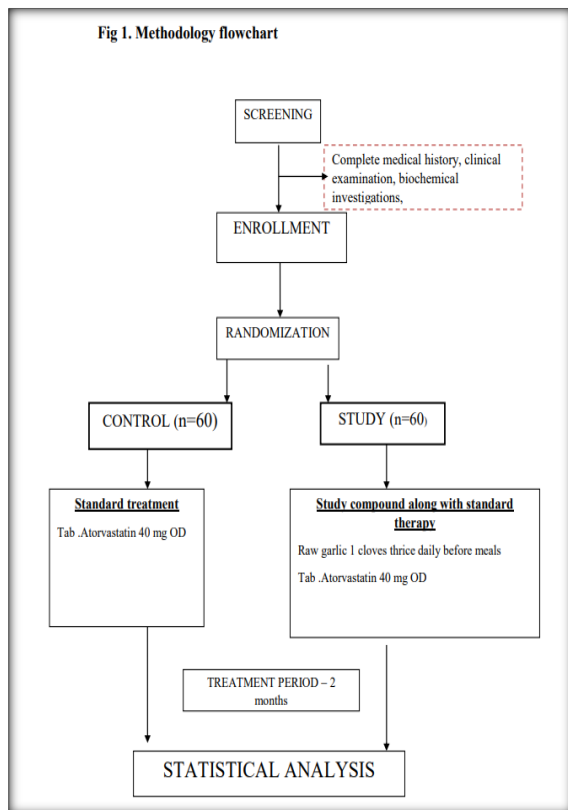 Fig 1. Methodology flowchart
SCREENING
Complete medical history, clinical
examination, biochemical
investigations,
ENROLLMENT
RANDOMIZATION
CONTROL (n=60)
STUDY (n=60)
Standard treatment
Tab .Atorvastatin 40 mg OD
Study compound along with standard
therapy
Raw garlic 1 cloves thrice daily before meals
Tab .Atorvastatin 40 mg OD
TREATMENT PERIOD – 2
months
STATISTICAL ANALYSIS